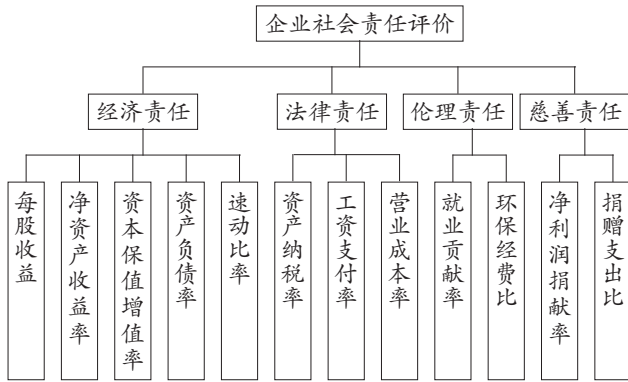 企业社会责任评价
经济责任
法律责任
伦理责任
慈善责任
每股收益
净资产收益率
资本保值增值率
资产负债率
速动比率
资产纳税率
工资支付率
营业成本率
就业贡献率
环保经费比
净利润捐献率
捐赠支出比